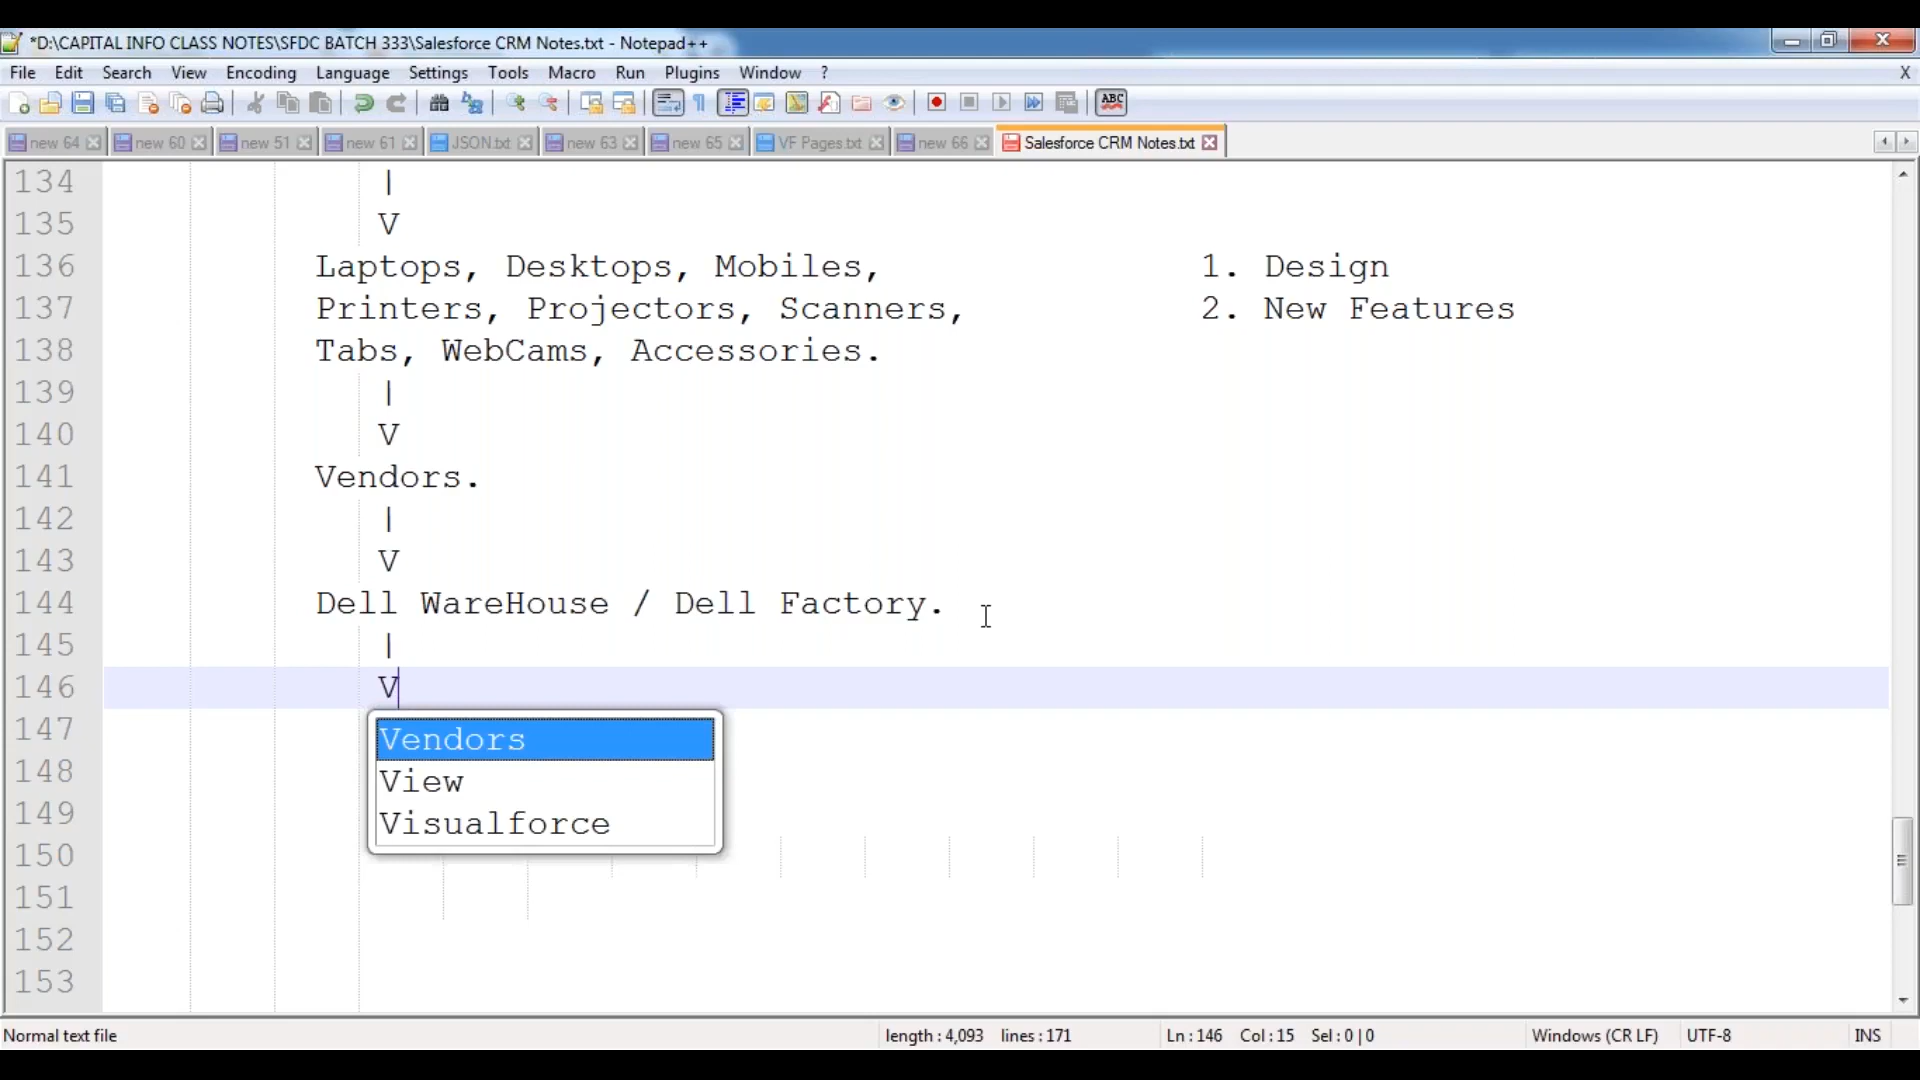 *D:\CAPITAL INFO CLASS NOTES\SFDC BATCH 333\Salesforce CRM Notes.txt - Notepad++
File Edit Search View Encoding Language Settings Tools Macro Run Plugins Window ? X
ABC
new 64 new 60 new 51 new 61 JSON.txt new 63 new 65 VF Pages.txt new 66 Salesforce CRM Notes.txt
134 |
135 V
136 Laptops, Desktops, Mobiles, 1. Design
137 Printers, Projectors, Scanners, 2. New Features
138 Tabs, WebCams, Accessories.
139 |
140 V
141 Vendors.
142 |
143 V
144 Dell WareHouse / Dell Factory.
145 |
146 V
147 Vendors
148 View
149 Visualforce
150
151
152
153
Normal text file length : 4,093 lines : 171 Ln : 146 Col : 15 Sel : 0 | 0 Windows (CR LF) UTF-8 INS